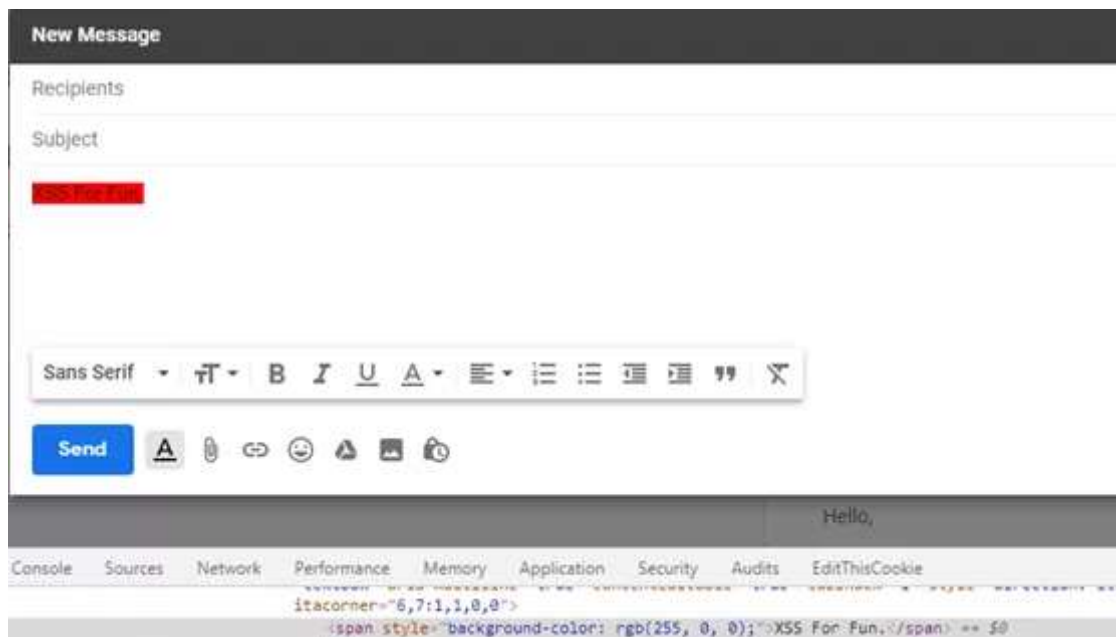 New Message
Recipients
Subject
XSS For Fun.
Sans Serif
Send
Hello,
Console Sources Network Performance Memory Application Security Audits EditThisCookie
itacorner="6,7:1,1,0,0">
<span style="background-color: rgb(255, 0, 0);">XSS For Fun.</span> == $0